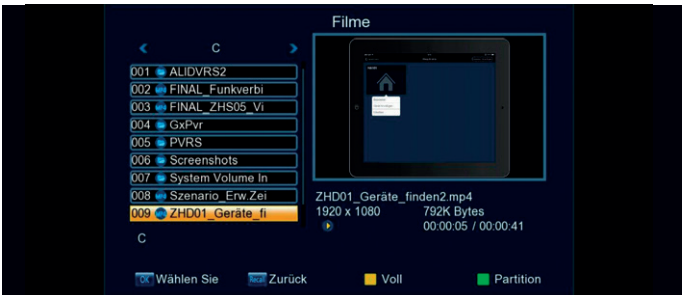 Filme
C
001 ALIDVRS2
002 FINAL_Funkverbi
003 FINAL_ZHS05_Vi
004 GxPvr
005 PVRS
006 Screenshots
007 System Volume In
008 Szenario_Erw.Zei
009 ZHD01_Geräte_fi
C
ZHD01_Geräte_finden2.mp4
1920 x 1080 792K Bytes
00:00:05 / 00:00:41
OK Wählen Sie Recall Zurück Voll Partition